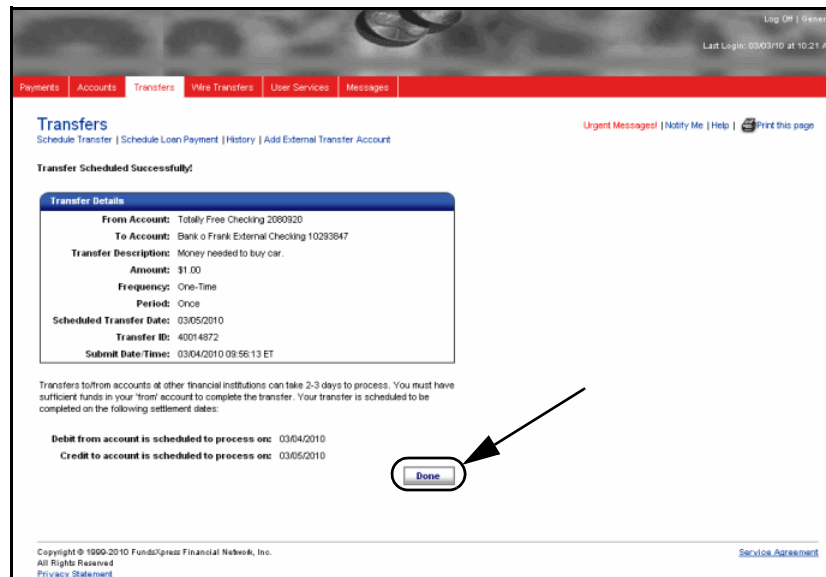 Log Off | Gener
Last Login: 03/03/10 at 10:21 A
Payments Accounts Transfers Wire Transfers User Services Messages
Transfers
Urgent Messages! | Notify Me | Help | Print this page
Schedule Transfer | Schedule Loan Payment | History | Add External Transfer Account
Transfer Scheduled Successfully!
Transfer Details
From Account: Totally Free Checking 2080920
To Account: Bank o Frank External Checking 10293847
Transfer Description: Money needed to buy car.
Amount: $1.00
Frequency: One-Time
Period: Once
Scheduled Transfer Date: 03/05/2010
Transfer ID: 40014872
Submit Date/Time: 03/04/2010 09:56:13 ET
Transfers to/from accounts at other financial institutions can take 2-3 days to process. You must have
sufficient funds in your 'from' account to complete the transfer. Your transfer is scheduled to be
completed on the following settlement dates:
Debit from account is scheduled to process on: 03/04/2010
Credit to account is scheduled to process on: 03/05/2010
Done
Copyright © 1999-2010 FundsXpress Financial Network, Inc.
Service Agreement
All Rights Reserved
Privacy Statement